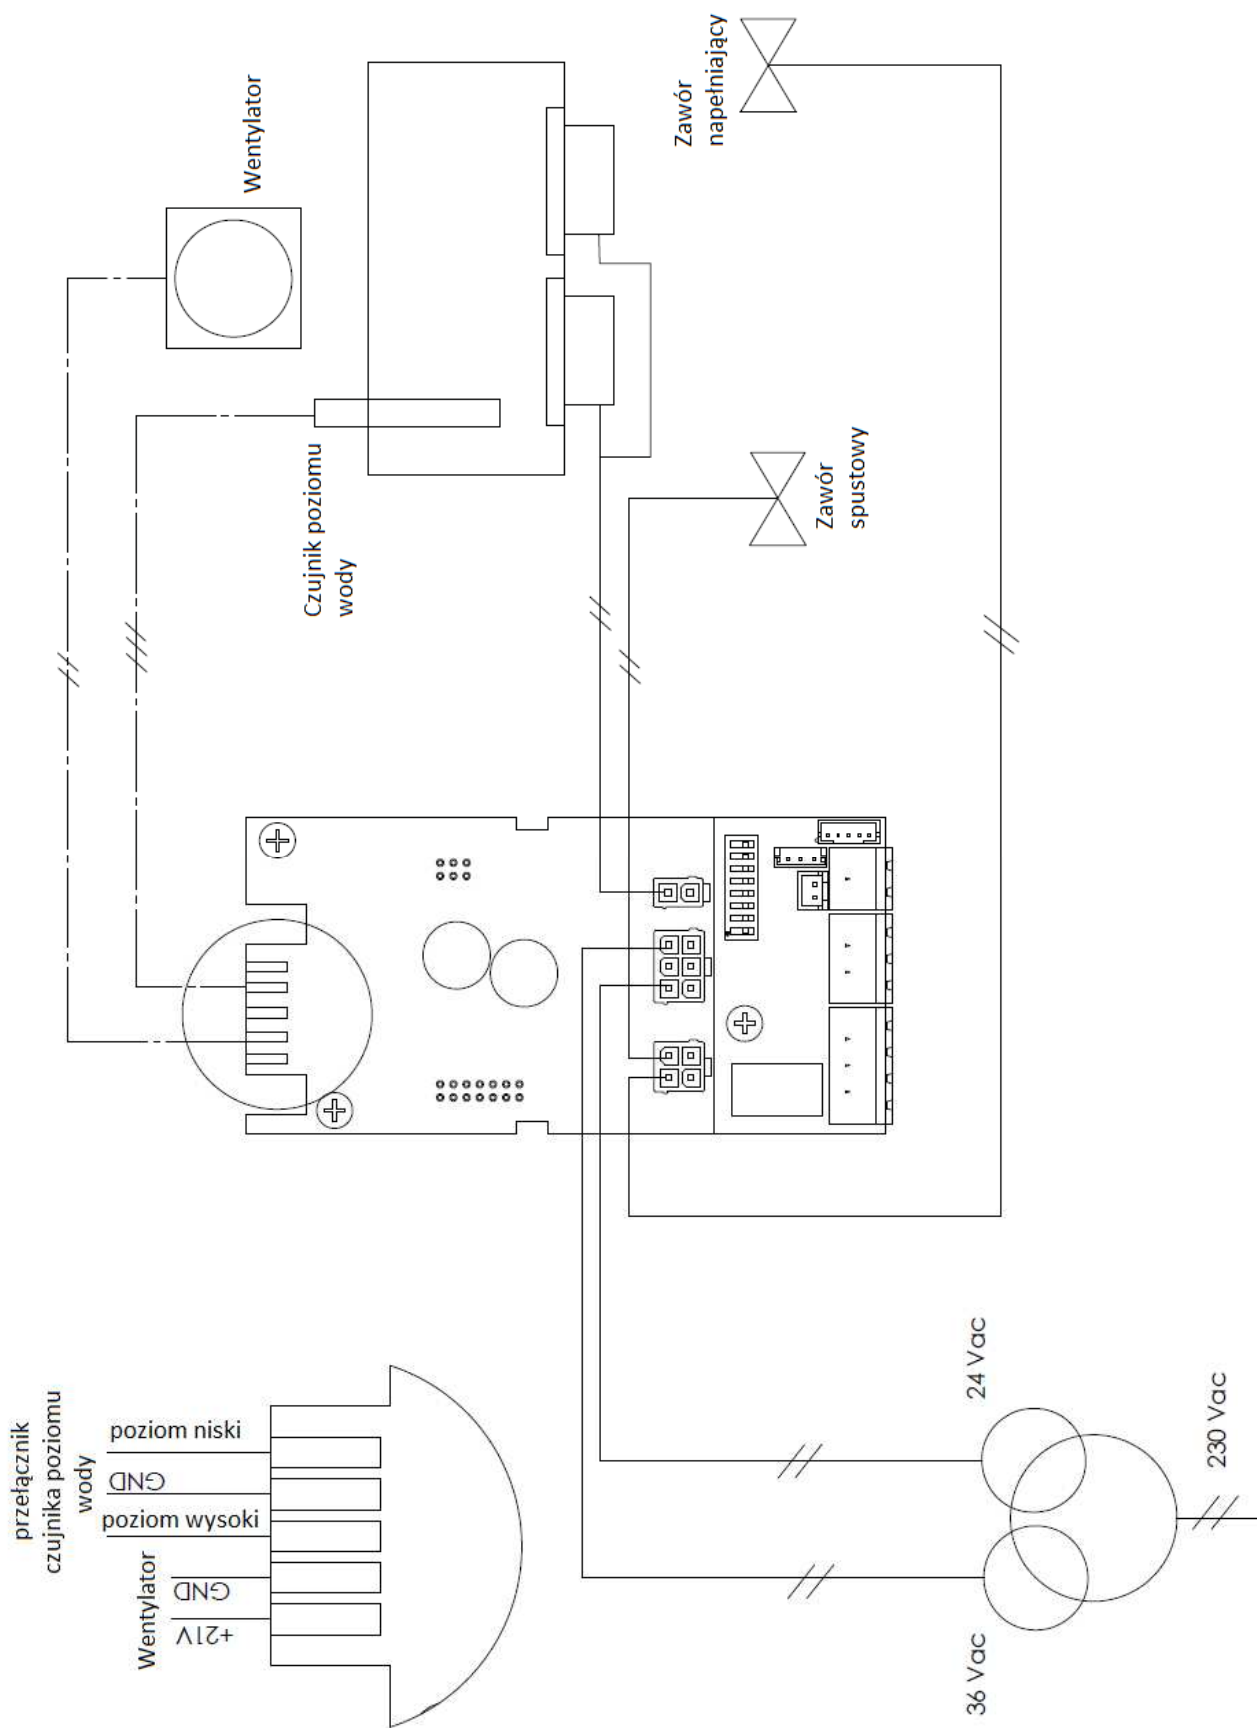 Zawór
napełniający
Wentylator
Czujnik poziomu
wody
Zawór
spustowy
przełącznik
czujnika poziomu
wody
poziom niski
GND
poziom wysoki
Wentylator
GND
+21V
24 Vac
36 Vac
230 Vac